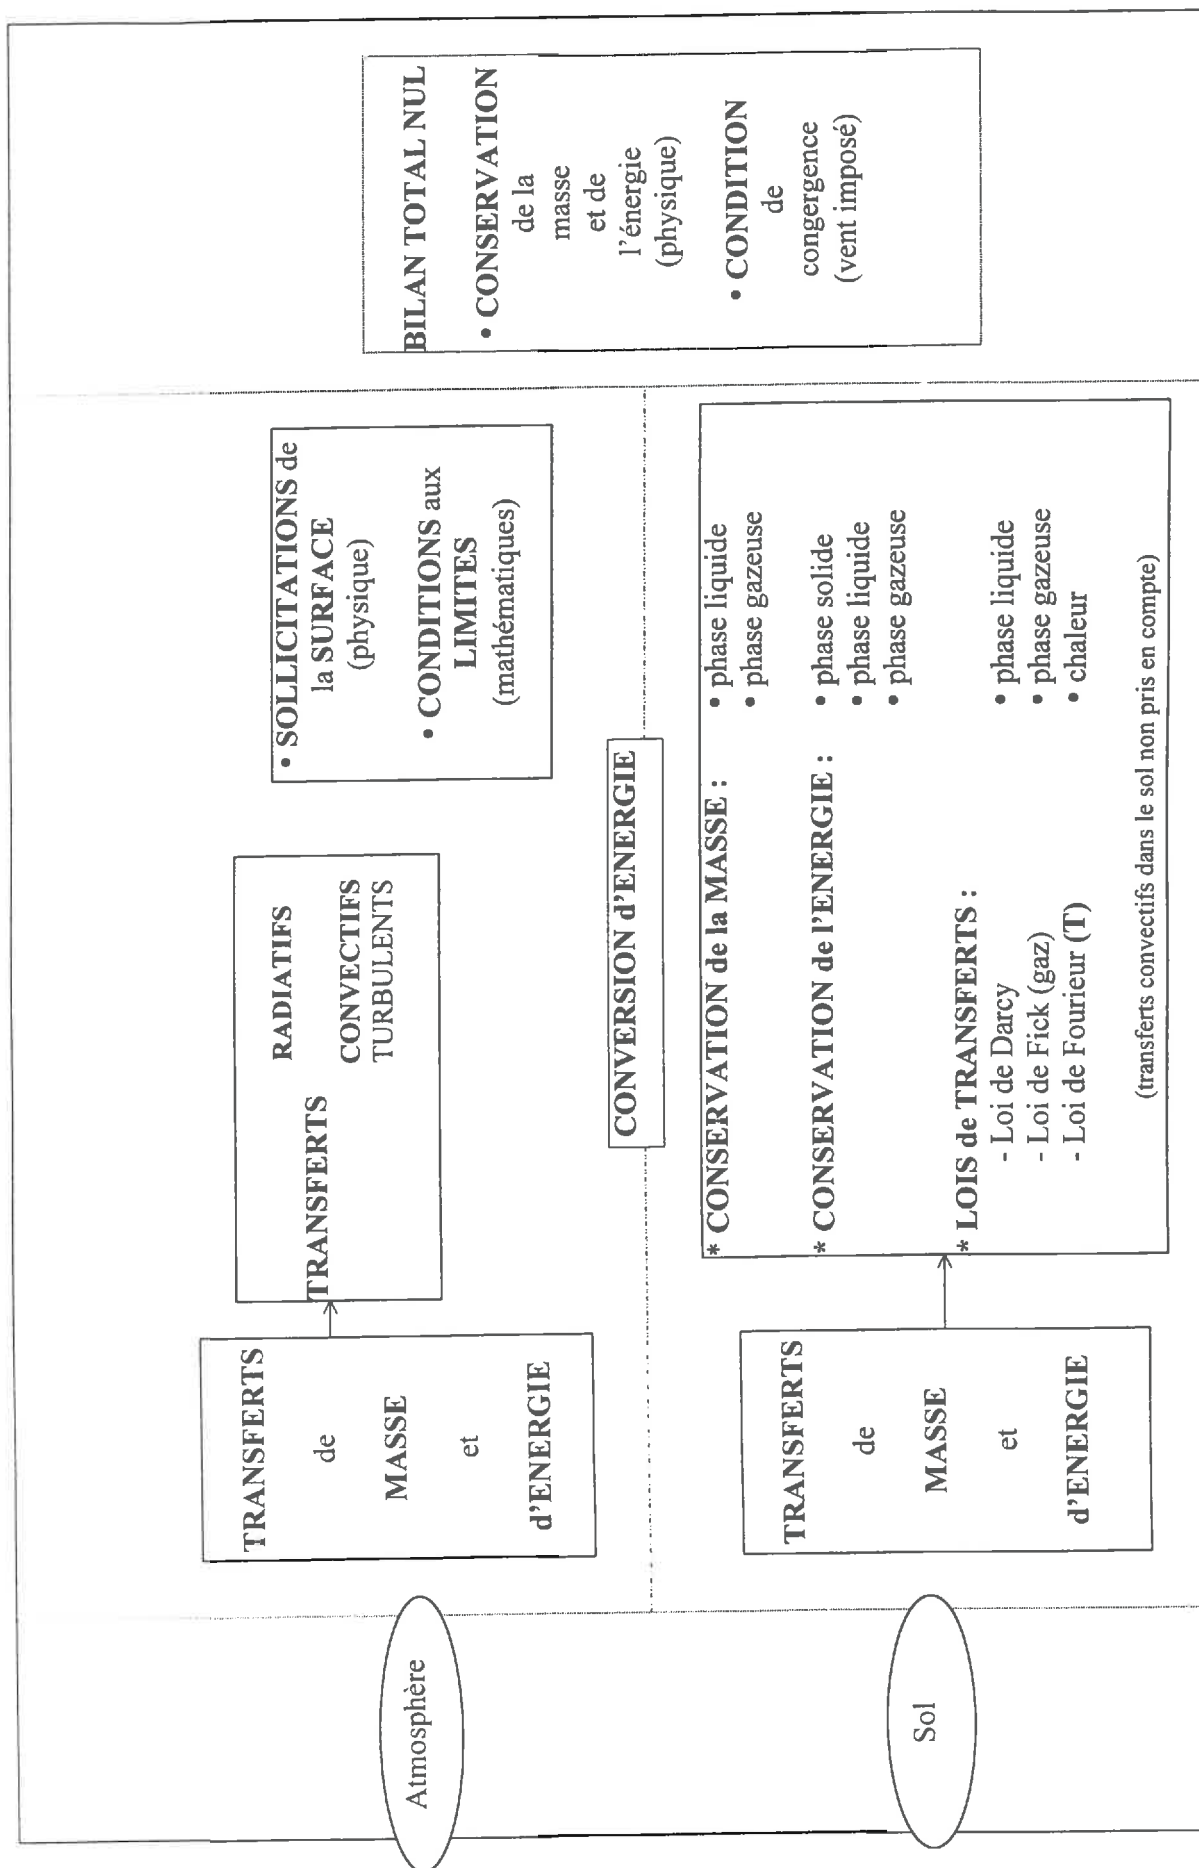 Atmosphère
TRANSFERTS
de
MASSE
et
d'ENERGIE
TRANSFERTS
RADIATIFS
CONVECTIFS
TURBULENTS
• SOLLICITATIONS de
la SURFACE
(physique)
• CONDITIONS aux
LIMITES
(mathématiques)
CONVERSION d'ENERGIE
Sol
TRANSFERTS
de
MASSE
et
d'ENERGIE
* CONSERVATION de la MASSE : • phase liquide
• phase gazeuse
* CONSERVATION de l'ENERGIE : • phase solide
• phase liquide
• phase gazeuse
* LOIS de TRANSFERTS :
- Loi de Darcy • phase liquide
- Loi de Fick (gaz) • phase gazeuse
- Loi de Fourieur (T) • chaleur
(transferts convectifs dans le sol non pris en compte)
BILAN TOTAL NUL
• CONSERVATION
de la
masse
et de
l'énergie
(physique)
• CONDITION
de
congergence
(vent imposé)